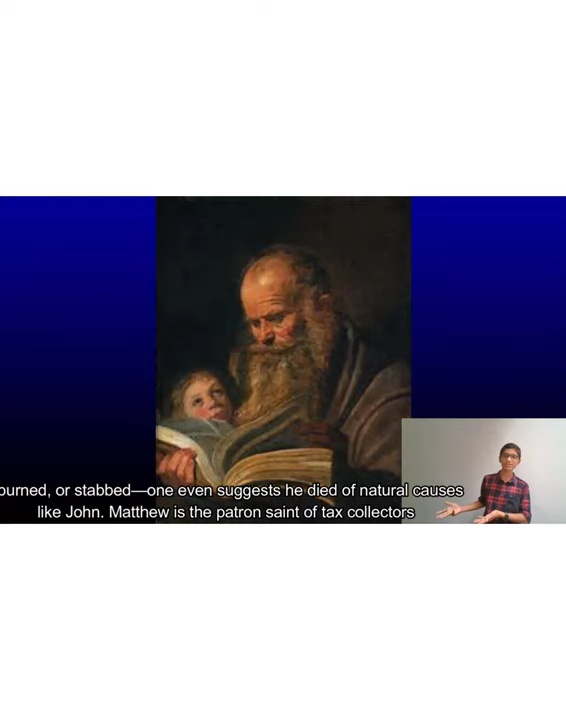 burned, or stabbed—one even suggests he died of natural causes
like John. Matthew is the patron saint of tax collectors